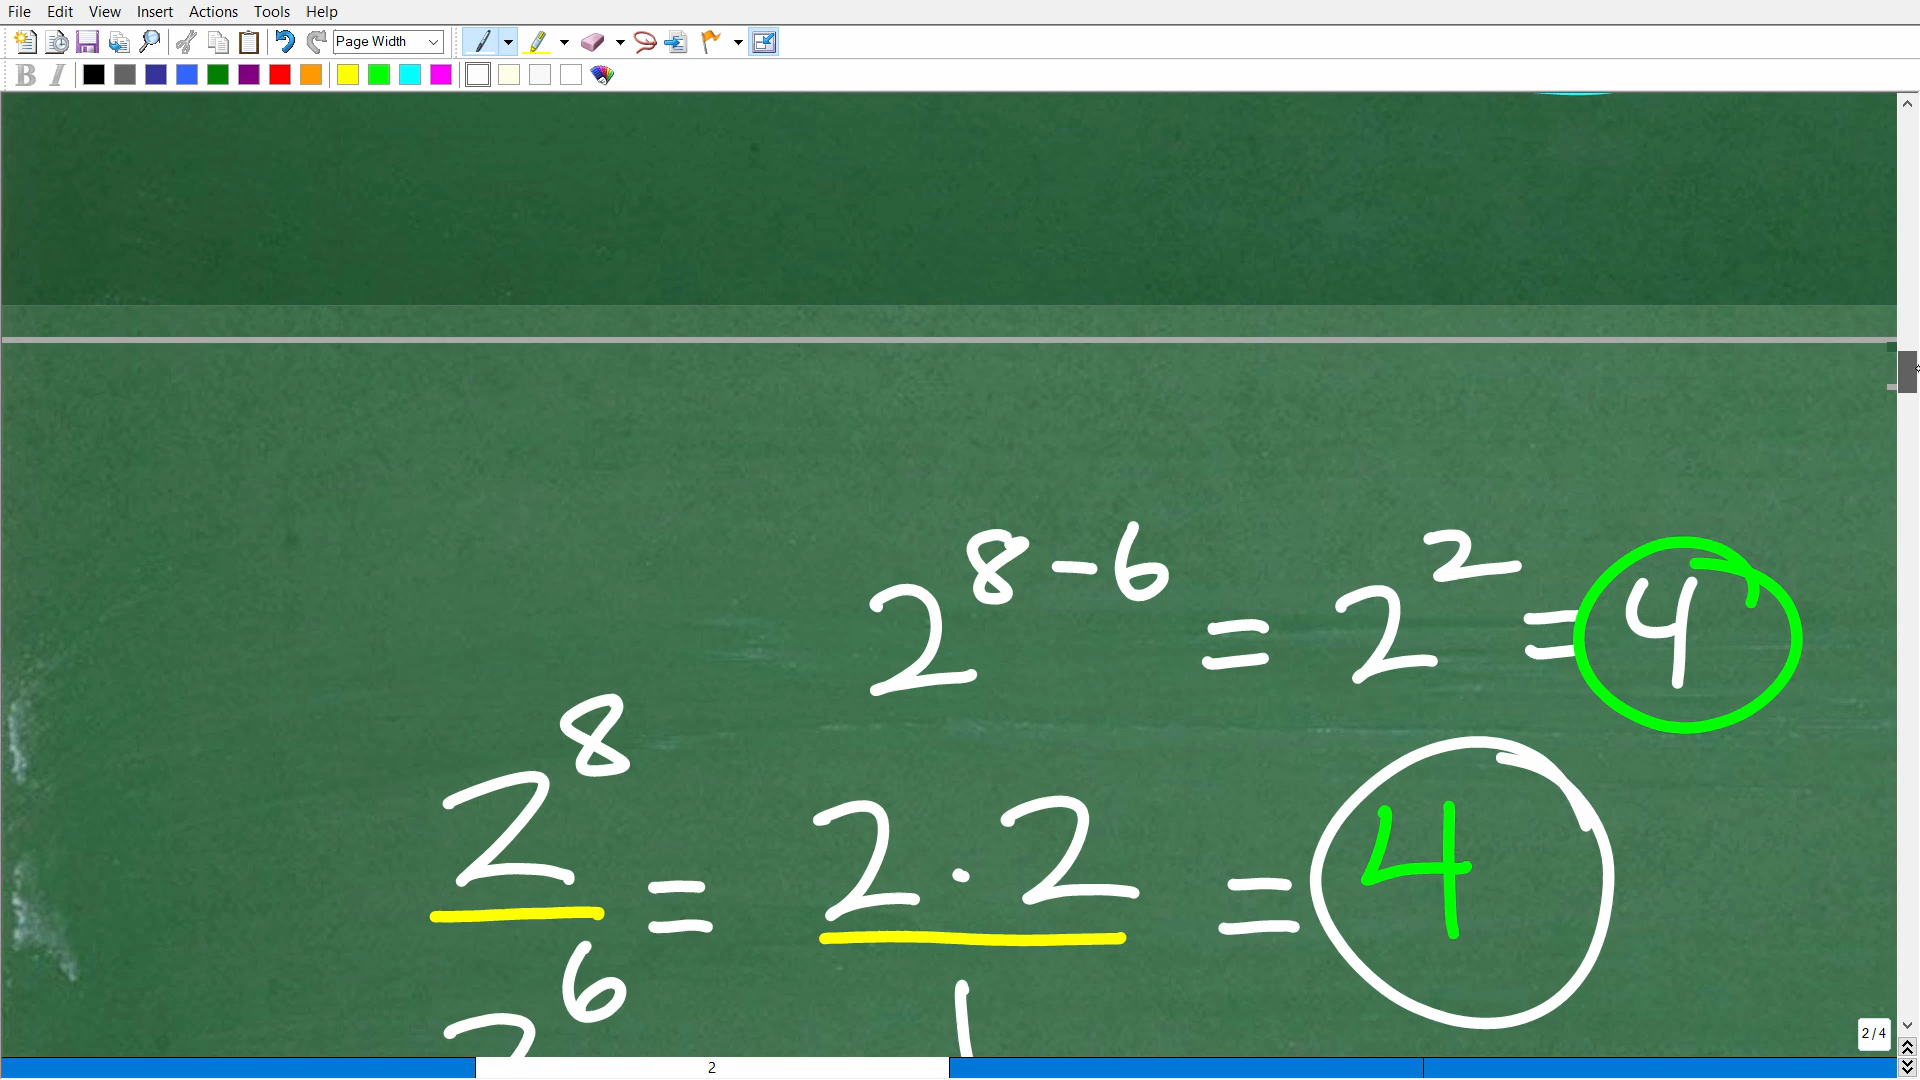 File Edit View Insert Actions Tools Help
Page Width
B I
2^{8-6} = 2^2 = 4
2^8 = 2 · 2 = 4
2^6 1
2 / 4
2